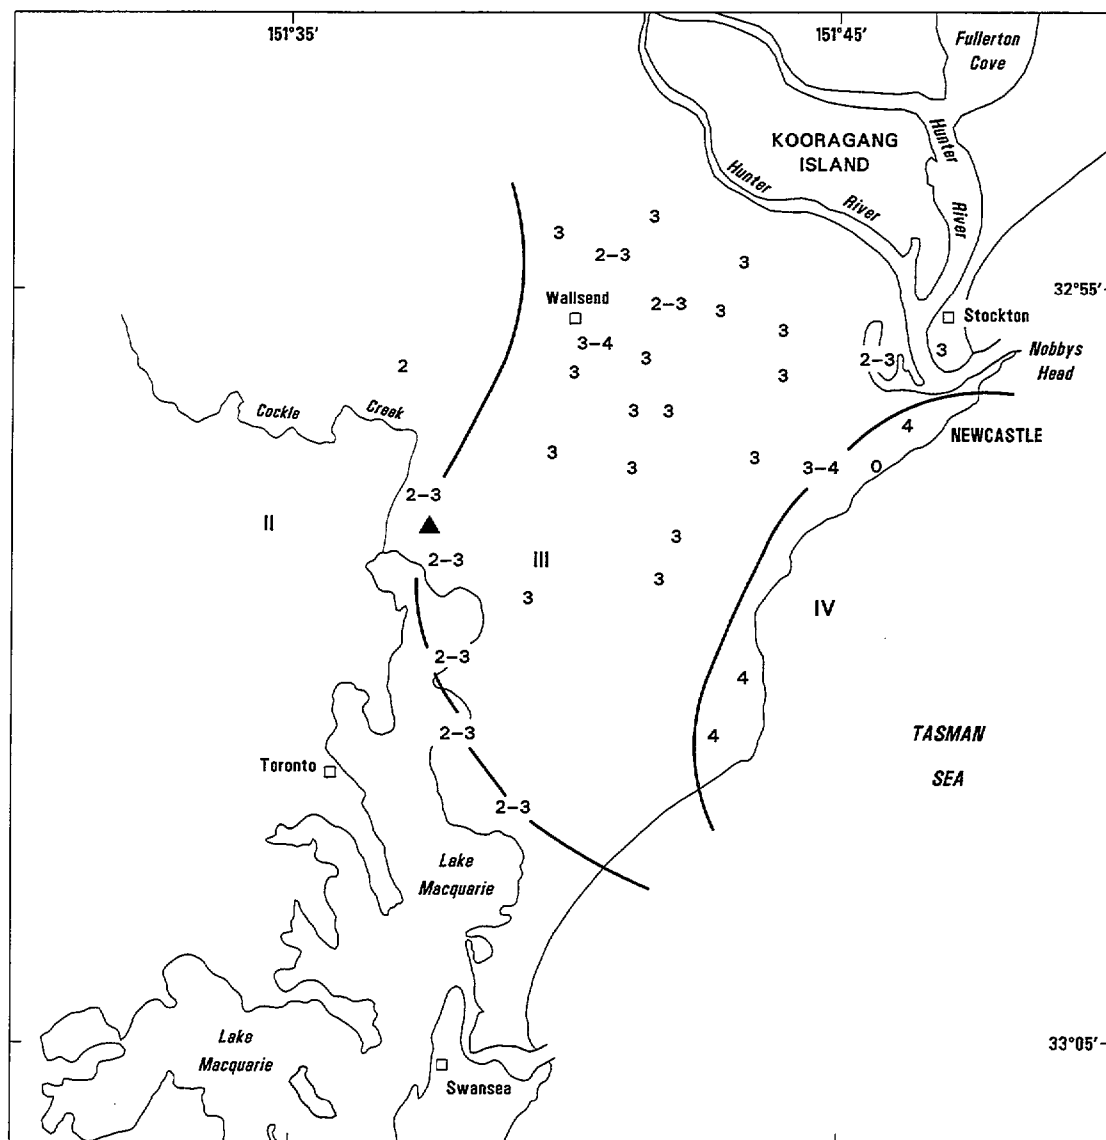 151°35′
151°45′
Fullerton
Cove
KOORAGANG
ISLAND
Hunter
River
Hunter
River
3
3
2–3
3
32°55′
Wallsend
2–3
3
Stockton
3
3–4
3
2–3
3
Nobbys
Head
2
3
3
Cockle
Creek
3
3
4
NEWCASTLE
3
3
3
3–4
0
2–3
II
3
2–3
III
3
3
IV
2–3
4
2–3
4
TASMAN
SEA
Toronto
2–3
Lake
Macquarie
Lake
Macquarie
33°05′
Swansea